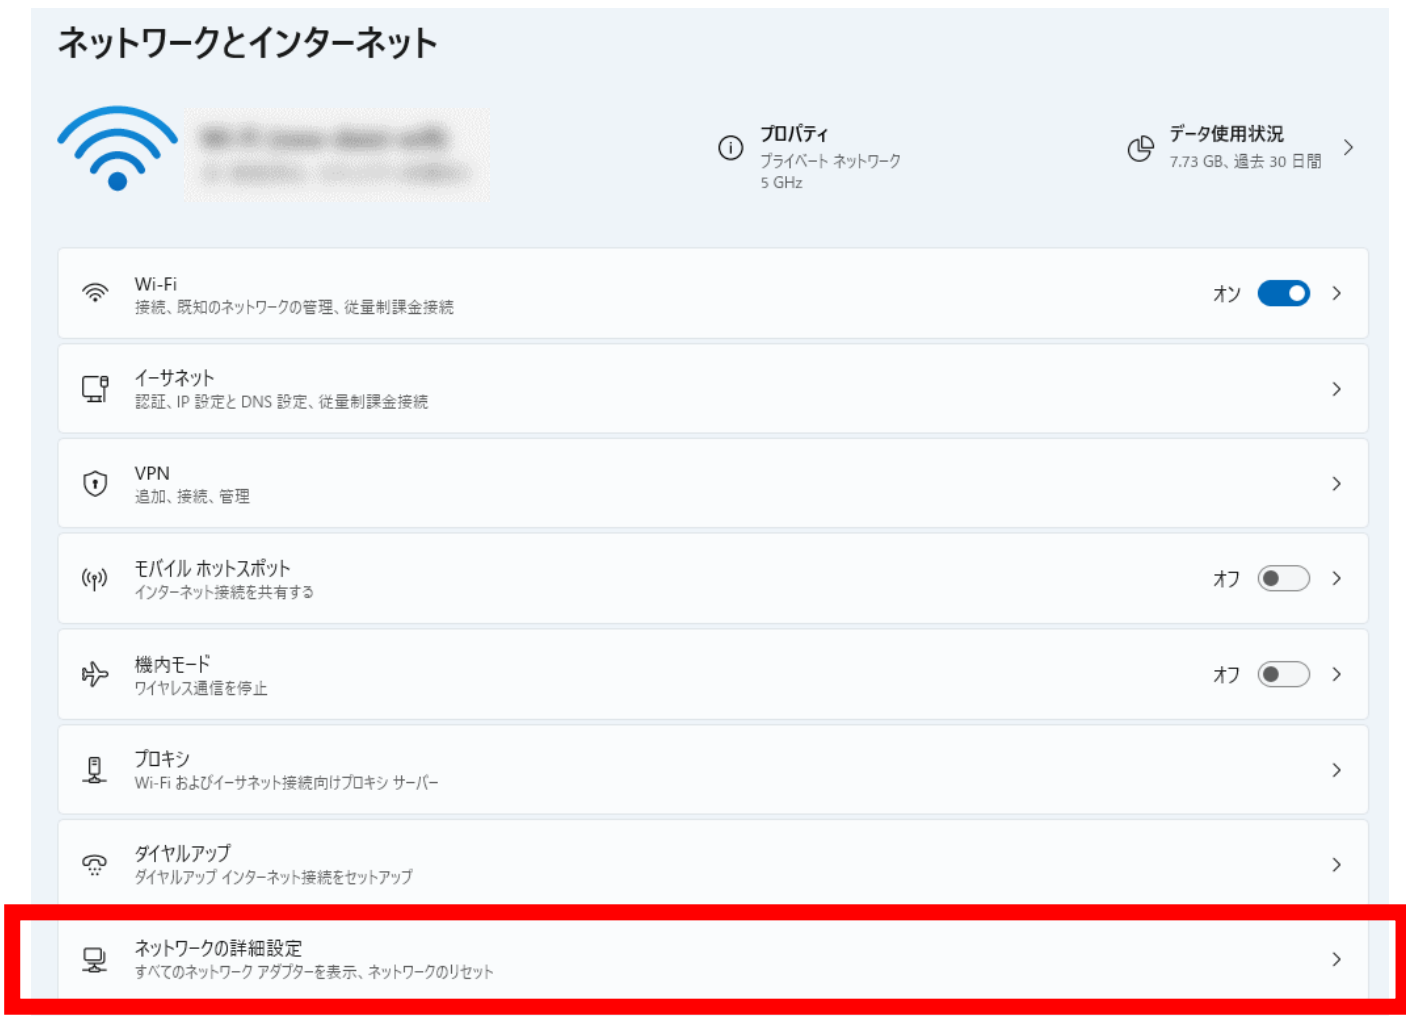 ネットワークとインターネット
プロパティ
プライベート ネットワーク
5 GHz
データ使用状況
7.73 GB、過去 30 日間
Wi-Fi
接続、既知のネットワークの管理、従量制課金接続
オン
イーサネット
認証、IP 設定と DNS 設定、従量制課金接続
VPN
追加、接続、管理
モバイル ホットスポット
インターネット接続を共有する
オフ
機内モード
ワイヤレス通信を停止
オフ
プロキシ
Wi-Fi およびイーサネット接続向けプロキシ サーバー
ダイヤルアップ
ダイヤルアップ インターネット接続をセットアップ
ネットワークの詳細設定
すべてのネットワーク アダプターを表示、ネットワークのリセット